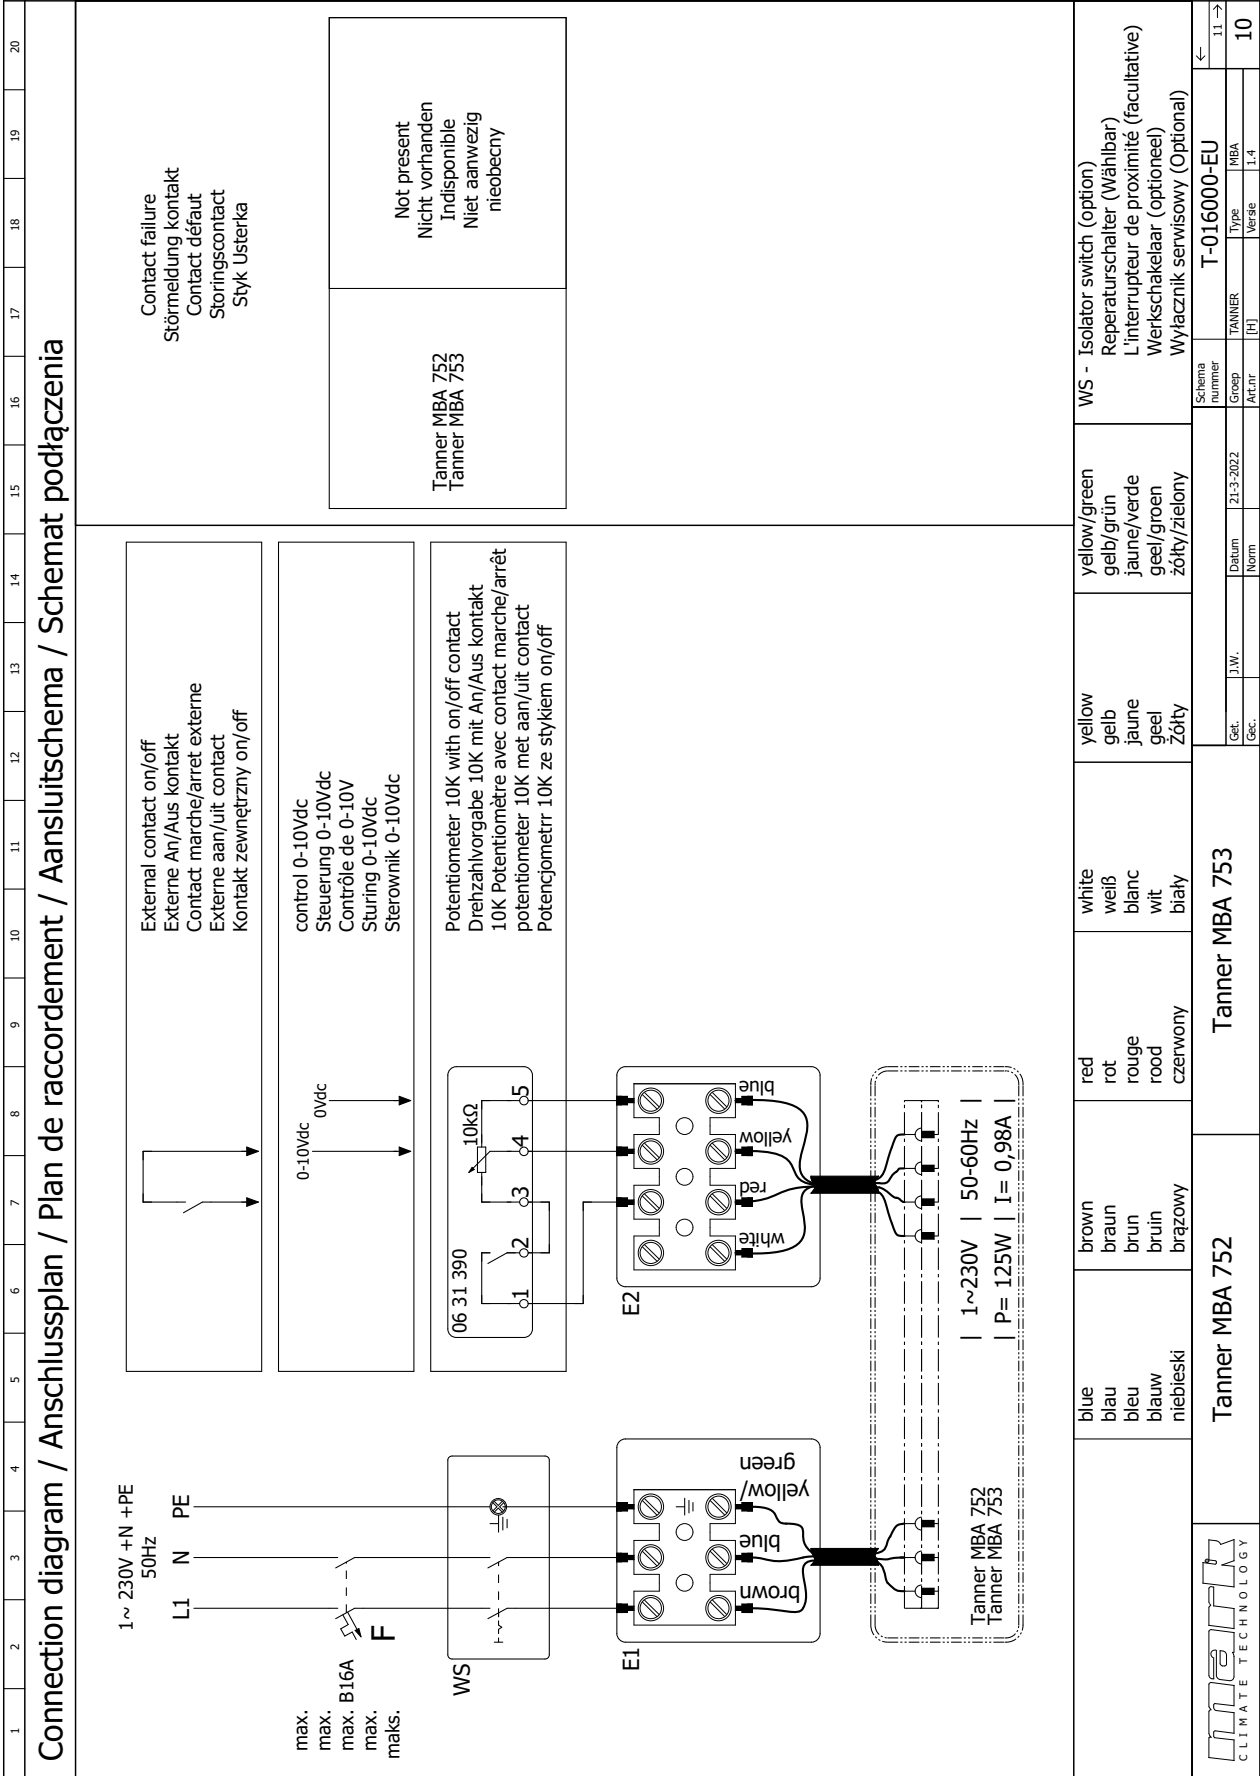 1 2 3 4 5 6 7 8 9 10 11 12 13 14 15 16 17 18 19 20
Connection diagram / Anschlussplan / Plan de raccordement / Aansluitschema / Schemat podłączenia
1~ 230V +N +PE
50Hz
L1 N PE
max.
max.
max. B16A
max.
maks.
F
WS
E1
brown
blue
yellow/
green
External contact on/off
Externe An/Aus kontakt
Contact marche/arret externe
Externe aan/uit contact
Kontakt zewnętrzny on/off
0-10Vdc
0Vdc
control 0-10Vdc
Steuerung 0-10Vdc
Contrôle de 0-10V
Sturing 0-10Vdc
Sterownik 0-10Vdc
06 31 390
10kΩ
1 2 3 4 5
Potentiometer 10K with on/off contact
Drehzahlvorgabe 10K mit An/Aus kontakt
10K Potentiomètre avec contact marche/arrêt
potentiometer 10K met aan/uit contact
Potencjometrr 10K ze stykiem on/off
E2
white
red
yellow
blue
Tanner MBA 752
Tanner MBA 753
| 1~230V | 50-60Hz |
| P= 125W | I= 0,98A |
Contact failure
Störmeldung kontakt
Contact défaut
Storingscontact
Styk Usterka
Tanner MBA 752
Tanner MBA 753
Not present
Nicht vorhanden
Indisponible
Niet aanwezig
nieobecny
blue
blau
bleu
blauw
niebieski
brown
braun
brun
bruin
brązowy
red
rot
rouge
rood
czerwony
white
weiß
blanc
wit
biały
yellow
gelb
jaune
geel
Żółty
yellow/green
gelb/grün
jaune/verde
geel/groen
żółty/zielony
WS - Isolator switch (option)
Reperaturschalter (Wählbar)
L'interrupteur de proximité (facultative)
Werkschakelaar (optioneel)
Wyłacznik serwisowy (Optional)
mark
CLIMATE TECHNOLOGY
Tanner MBA 752
Tanner MBA 753
Get. J.W.
Gec.
Datum 21-3-2022
Norm
Schema
nummer
T-016000-EU
Groep TANNER
Type MBA
Art.nr [H]
Versie 1.4
←
11 →
10